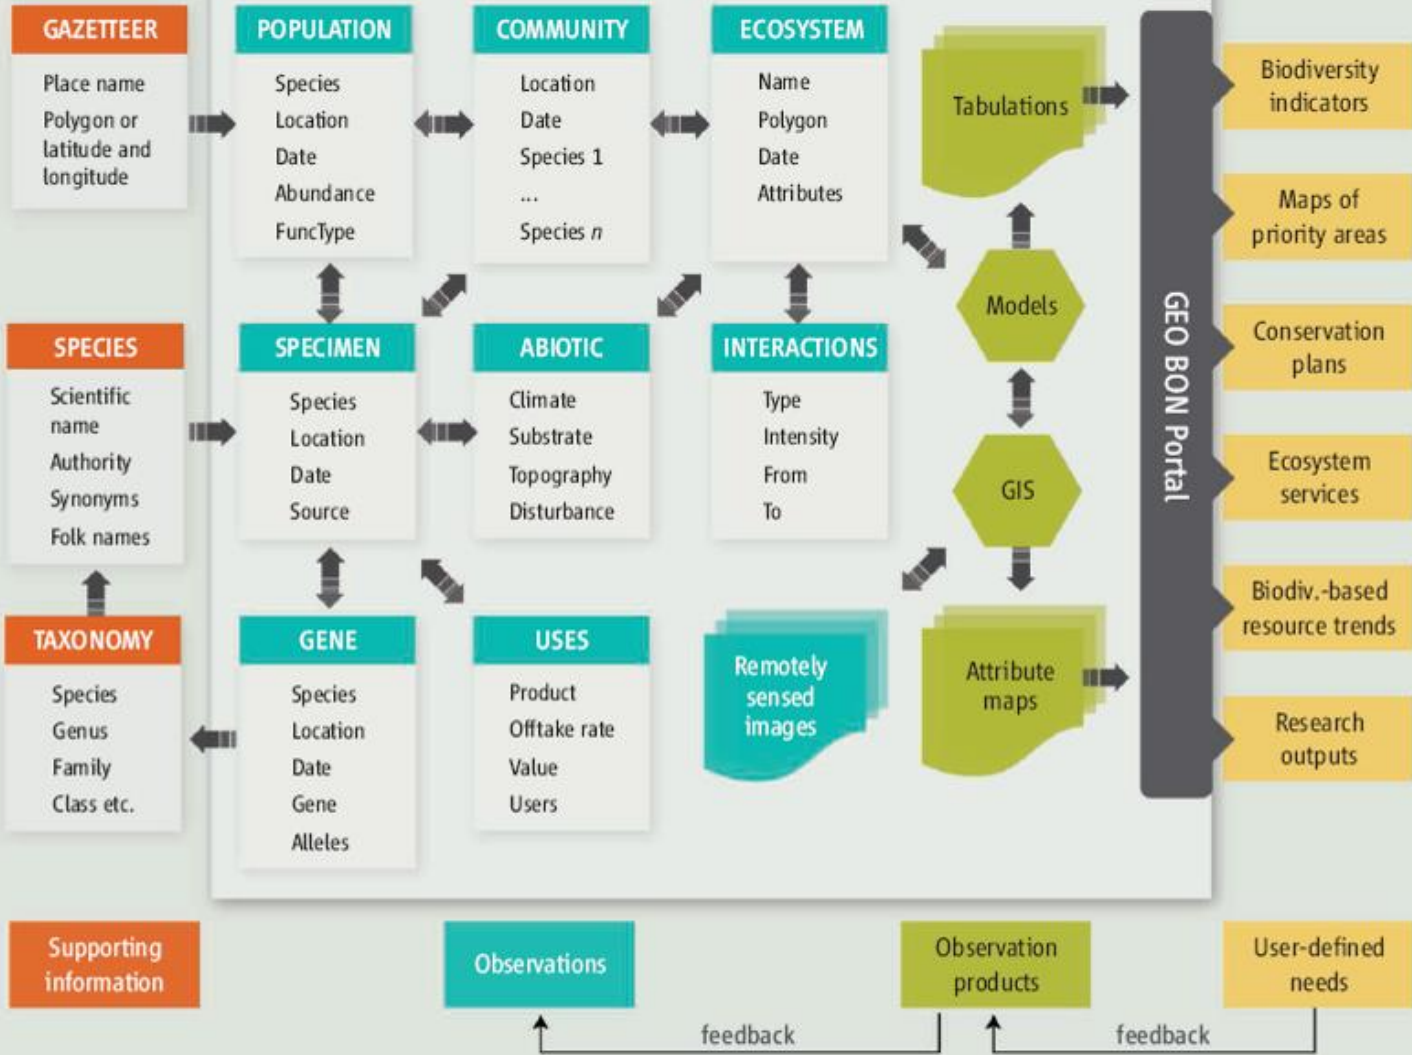 GAZETTEER
Place name
Polygon or
latitude and
longitude
POPULATION
Species
Location
Date
Abundance
FuncType
COMMUNITY
Location
Date
Species 1
...
Species n
ECOSYSTEM
Name
Polygon
Date
Attributes
Tabulations
Models
GIS
Attribute
maps
GEO BON Portal
SPECIES
Scientific
name
Authority
Synonyms
Folk names
SPECIMEN
Species
Location
Date
Source
ABIOTIC
Climate
Substrate
Topography
Disturbance
INTERACTIONS
Type
Intensity
From
To
TAXONOMY
Species
Genus
Family
Class etc.
GENE
Species
Location
Date
Gene
Alleles
USES
Product
Offtake rate
Value
Users
Remotely
sensed
images
Biodiversity
indicators
Maps of
priority areas
Conservation
plans
Ecosystem
services
Biodiv.-based
resource trends
Research
outputs
Supporting
information
Observations
Observation
products
User-defined
needs
feedback
feedback